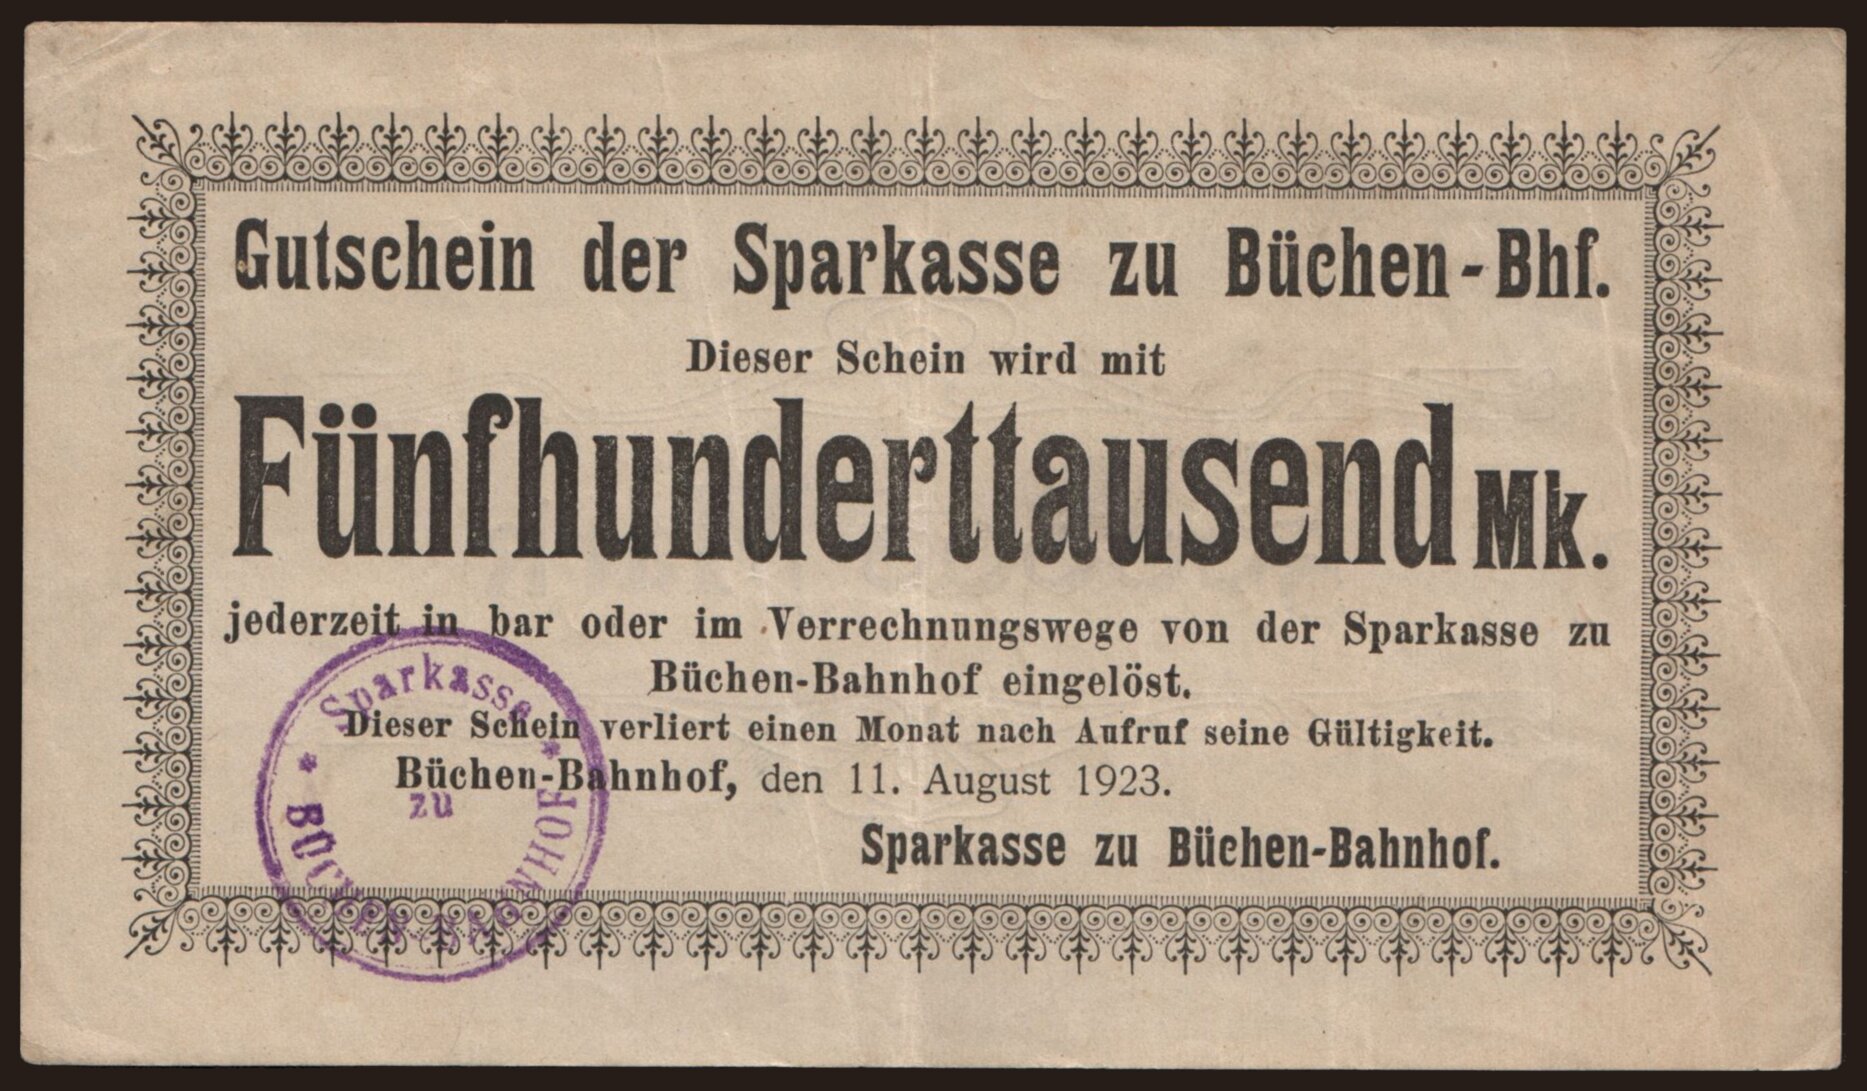 Gutschein der Sparkasse zu Büchen-Bhf.
Dieser Schein wird mit
Fünfhunderttausend Mk.
jederzeit in bar oder im Verrechnungswege von der Sparkasse zu
Büchen-Bahnhof eingelöst.
Dieser Schein verliert einen Monat nach Aufruf seine Gültigkeit.
Büchen-Bahnhof, den 11. August 1923.
Sparkasse zu Büchen-Bahnhof.
* Sparkasse *
zu
BÜCHEN-BAHNHOF